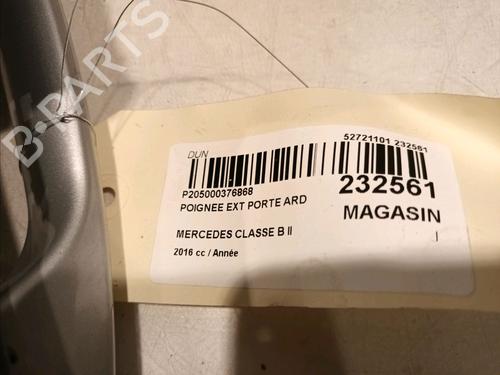 B-PARTS
DUN
52721101 232561
P205000376868
232561
POIGNEE EXT PORTE ARD
MAGASIN
MERCEDES CLASSE B II
I
2016 cc / Année